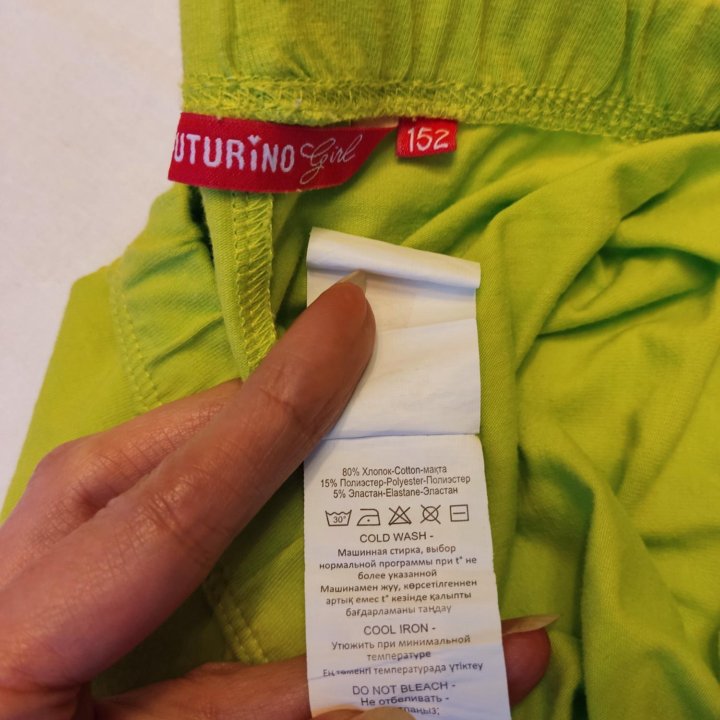 UTURINO Girl
152
80% Хлопок-Cotton-мақта
15% Полиэстер-Polyester-Полиэстер
5% Эластан-Elastane-Эластан
30°
COLD WASH -
Машинная стирка, выбор
нормальной программы при t° не
более указанной
Машинамен жуу, көрсетілгеннен
артық емес t° кезінде қалыпты
бағдарламаны таңдау
COOL IRON -
Утюжить при минимальной
температуре
Ең төменгі температурада үтіктеу
DO NOT BLEACH -
Не отбеливать-